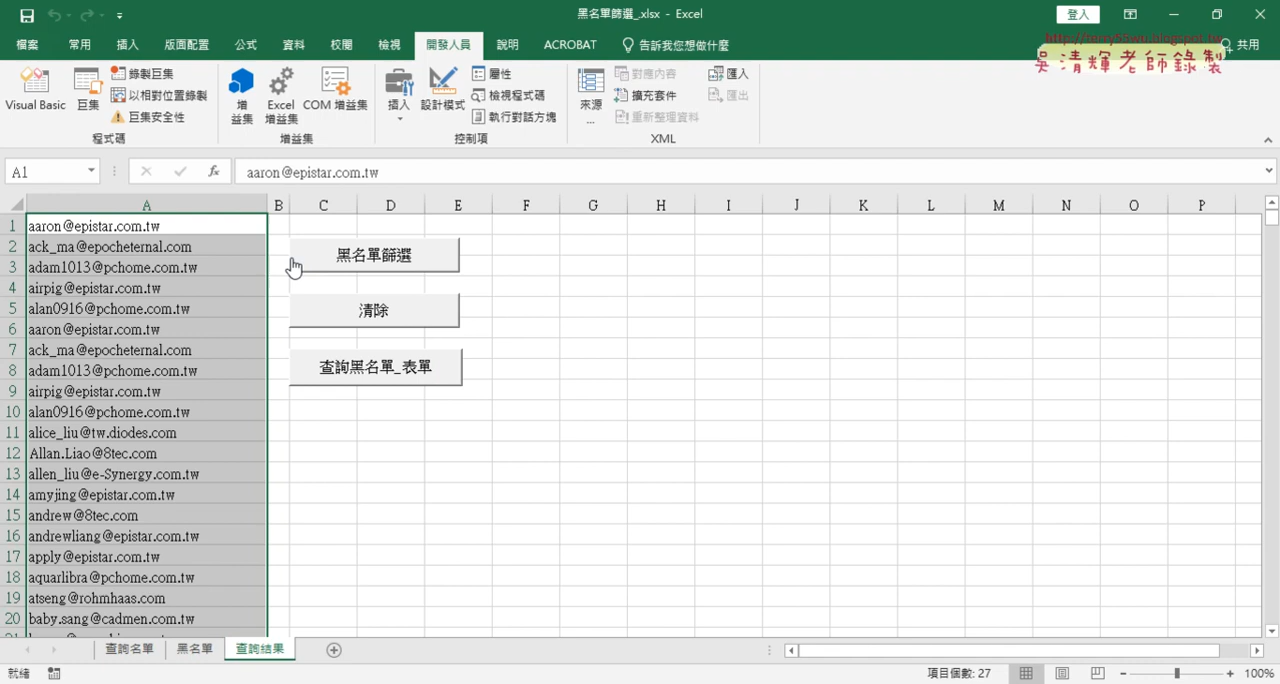 黑名單篩選_.xlsx - Excel
登入
檔案 常用 插入 版面配置 公式 資料 校閱 檢視 開發人員 說明 ACROBAT 告訴我您想做什麼 共用
http://terry55wu.blogspot.tw
吳清輝老師錄製
Visual Basic 巨集 錄製巨集 以相對位置錄製 巨集安全性
程式碼
增益集 Excel 增益集 COM 增益集
增益集
插入 設計模式 屬性 檢視程式碼 執行對話方塊
控制項
來源 ... 對應內容 擴充套件 重新整理資料 匯入 匯出
XML
A1 fx aaron@epistar.com.tw
A B C D E F G H I J K L M N O P
1 aaron@epistar.com.tw
2 ack_ma@epocheternal.com
3 adam1013@pchome.com.tw
4 airpig@epistar.com.tw
5 alan0916@pchome.com.tw
6 aaron@epistar.com.tw
7 ack_ma@epocheternal.com
8 adam1013@pchome.com.tw
9 airpig@epistar.com.tw
10 alan0916@pchome.com.tw
11 alice_liu@tw.diodes.com
12 Allan.Liao@8tec.com
13 allen_liu@e-Synergy.com.tw
14 amyjing@epistar.com.tw
15 andrew@8tec.com
16 andrewliang@epistar.com.tw
17 apply@epistar.com.tw
18 aquarlibra@pchome.com.tw
19 atseng@rohmhaas.com
20 baby.sang@cadmen.com.tw
黑名單篩選
清除
查詢黑名單_表單
查詢名單 黑名單 查詢結果
就緒 項目個數: 27 100%